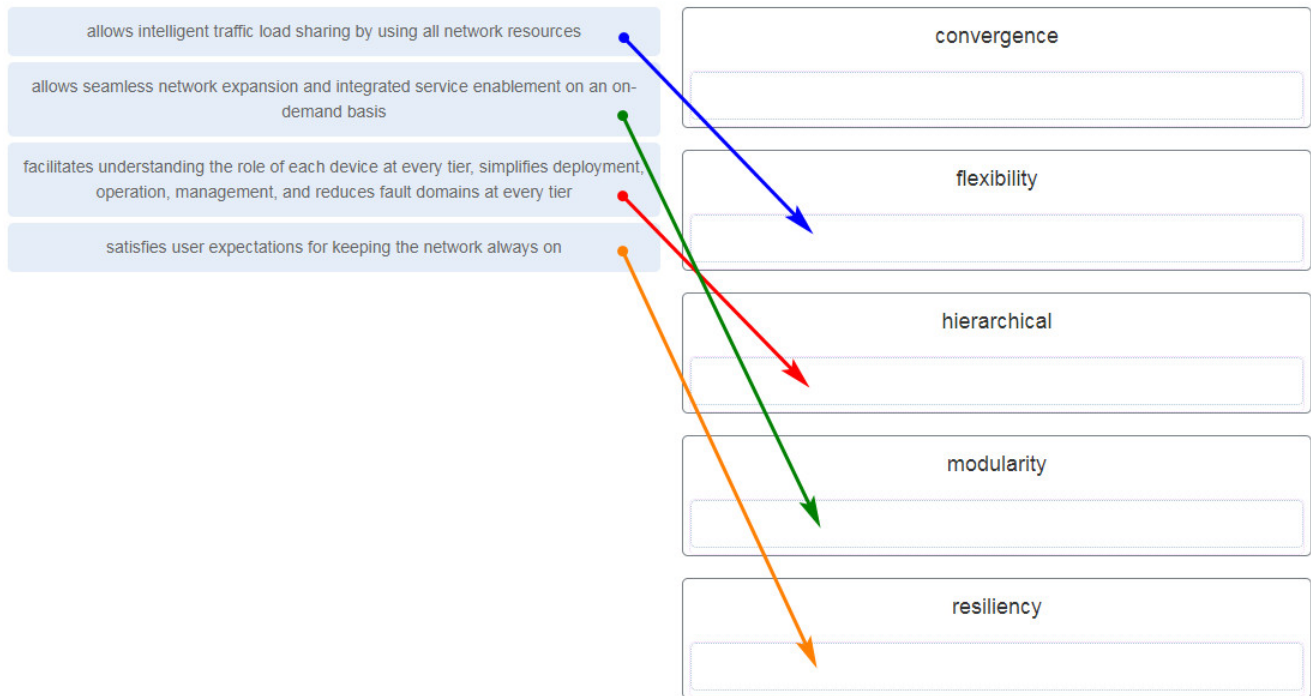 allows intelligent traffic load sharing by using all network resources
allows seamless network expansion and integrated service enablement on an on-
demand basis
facilitates understanding the role of each device at every tier, simplifies deployment,
operation, management, and reduces fault domains at every tier
satisfies user expectations for keeping the network always on
convergence
flexibility
hierarchical
modularity
resiliency